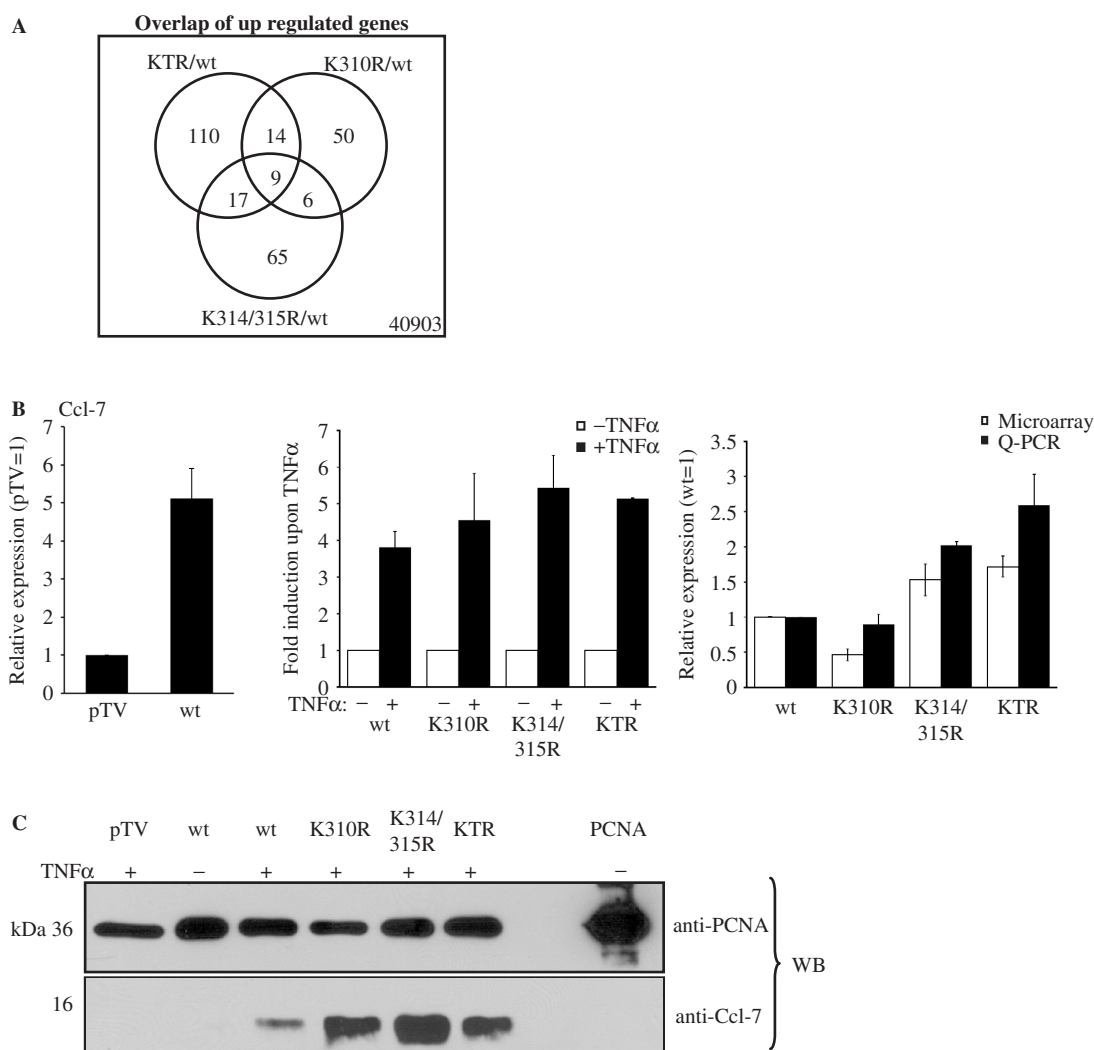 A
Overlap of up regulated genes
KTR/wt
K310R/wt
110
14
50
9
17
6
65
K314/315R/wt
40903
B
Ccl-7
Relative expression (pTV=1)
7
6
5
4
3
2
1
0
pTV
wt
Fold induction upon TNFα
7
6
5
4
3
2
1
0
−TNFα
+TNFα
TNFα: − + − + − + − +
wt
K310R
K314/
315R
KTR
Relative expression (wt=1)
3.5
3
2.5
2
1.5
1
0.5
0
Microarray
Q-PCR
wt
K310R
K314/
315R
KTR
C
pTV wt wt K310R K314/ KTR PCNA
315R
TNFα + − + + + + −
kDa 36
anti-PCNA
WB
16
anti-Ccl-7